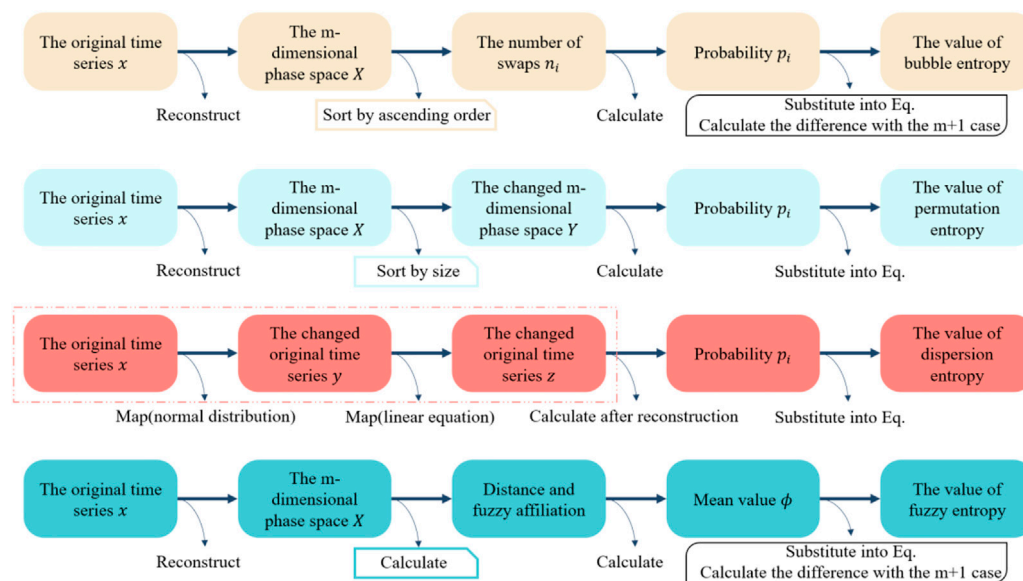 The original time
series x
The m-
dimensional
phase space X
The number of
swaps nᵢ
Probability pᵢ
The value of
bubble entropy
Reconstruct
Sort by ascending order
Calculate
Substitute into Eq.
Calculate the difference with the m+1 case
The original time
series x
The m-
dimensional
phase space X
The changed m-
dimensional
phase space Y
Probability pᵢ
The value of
permutation
entropy
Reconstruct
Sort by size
Calculate
Substitute into Eq.
The original time
series x
The changed
original time
series y
The changed
original time
series z
Probability pᵢ
The value of
dispersion
entropy
Map(normal distribution)
Map(linear equation)
Calculate after reconstruction
Substitute into Eq.
The original time
series x
The m-
dimensional
phase space X
Distance and
fuzzy affiliation
Mean value ϕ
The value of
fuzzy entropy
Reconstruct
Calculate
Calculate
Substitute into Eq.
Calculate the difference with the m+1 case